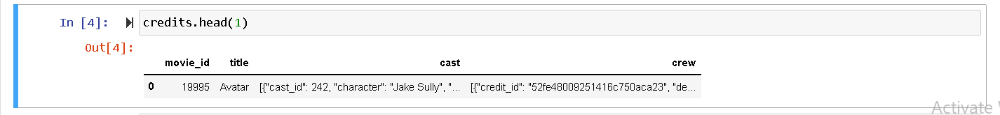 In [4]: credits.head(1)
Out[4]:
movie_id title cast crew
0 19995 Avatar [{"cast_id": 242, "character": "Jake Sully", "... [{"credit_id": "52fe48009251416c750aca23", "de...
Activate